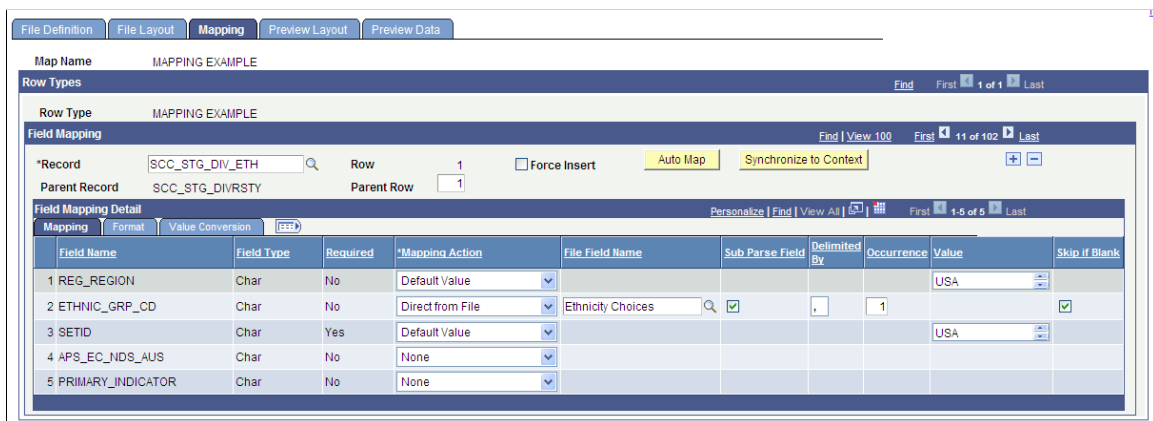 File Definition File Layout Mapping Preview Layout Preview Data
Map Name MAPPING EXAMPLE
Row Types Find First 1 of 1 Last
Row Type MAPPING EXAMPLE
Field Mapping Find | View 100 First 11 of 102 Last
*Record SCC_STG_DIV_ETH Row 1 Force Insert Auto Map Synchronize to Context
Parent Record SCC_STG_DIVRSTY Parent Row 1
Field Mapping Detail Personalize | Find | View All | First 1-5 of 5 Last
Mapping Format Value Conversion
Field Name Field Type Required *Mapping Action File Field Name Sub Parse Field Delimited By Occurrence Value Skip if Blank
1 REG_REGION Char No Default Value USA
2 ETHNIC_GRP_CD Char No Direct from File Ethnicity Choices , 1
3 SETID Char Yes Default Value USA
4 APS_EC_NDS_AUS Char No None
5 PRIMARY_INDICATOR Char No None